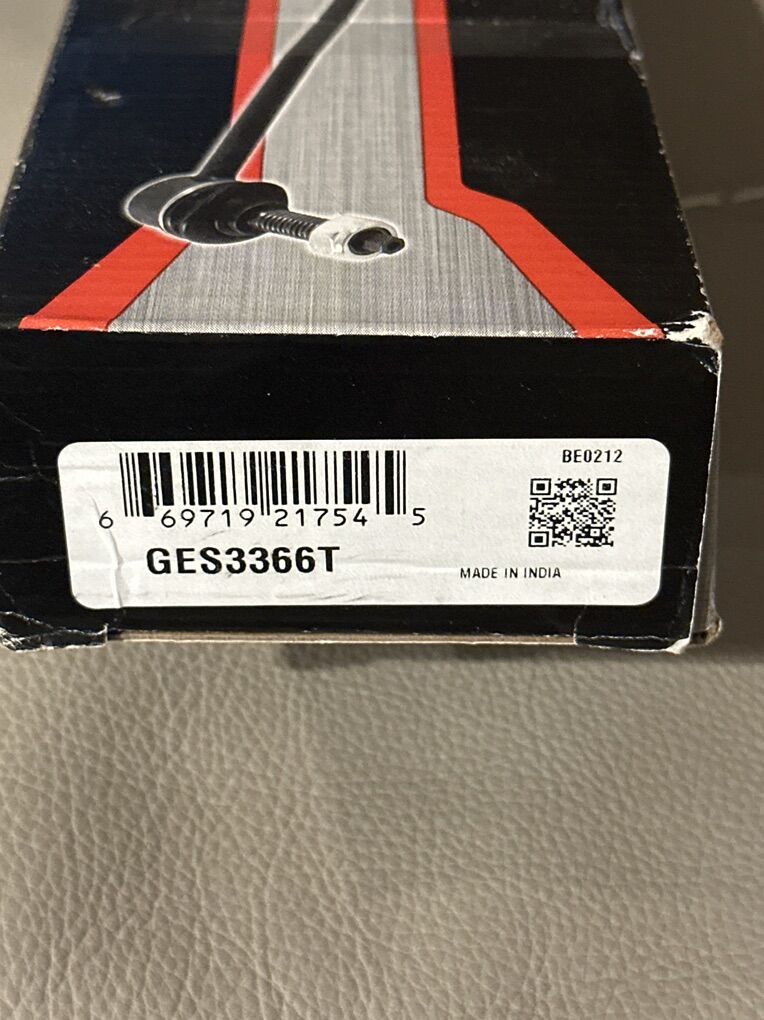 BE0212
6 69719 21754 5
GES3366T
MADE IN INDIA